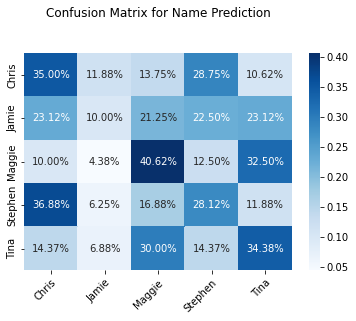 Confusion Matrix for Name Prediction
Chris 35.00% 11.88% 13.75% 28.75% 10.62%
Jamie 23.12% 10.00% 21.25% 22.50% 23.12%
Maggie 10.00% 4.38% 40.62% 12.50% 32.50%
Stephen 36.88% 6.25% 16.88% 28.12% 11.88%
Tina 14.37% 6.88% 30.00% 14.37% 34.38%
Chris Jamie Maggie Stephen Tina
0.40
0.35
0.30
0.25
0.20
0.15
0.10
0.05